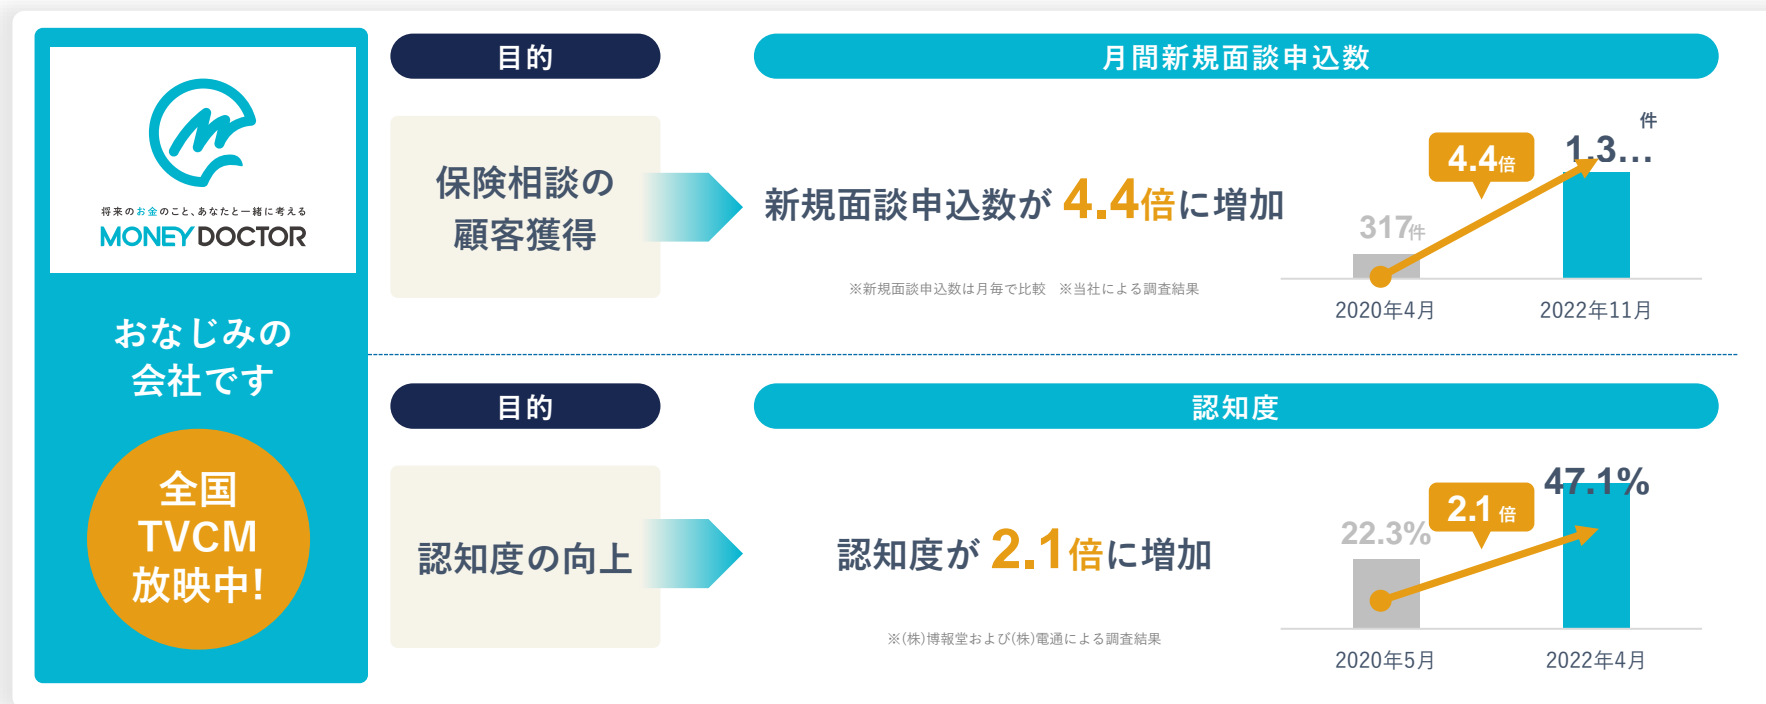 将来のお金のこと、あなたと一緒に考える
MONEY DOCTOR
おなじみの
会社です
全国
TVCM
放映中!
目的
保険相談の
顧客獲得
月間新規面談申込数
新規面談申込数が 4.4倍に増加
※新規面談申込数は月毎で比較 ※当社による調査結果
4.4倍
件
1,3...
317件
2020年4月
2022年11月
目的
認知度の向上
認知度
認知度が 2.1倍に増加
※(株)博報堂および(株)電通による調査結果
2.1倍
47.1%
22.3%
2020年5月
2022年4月